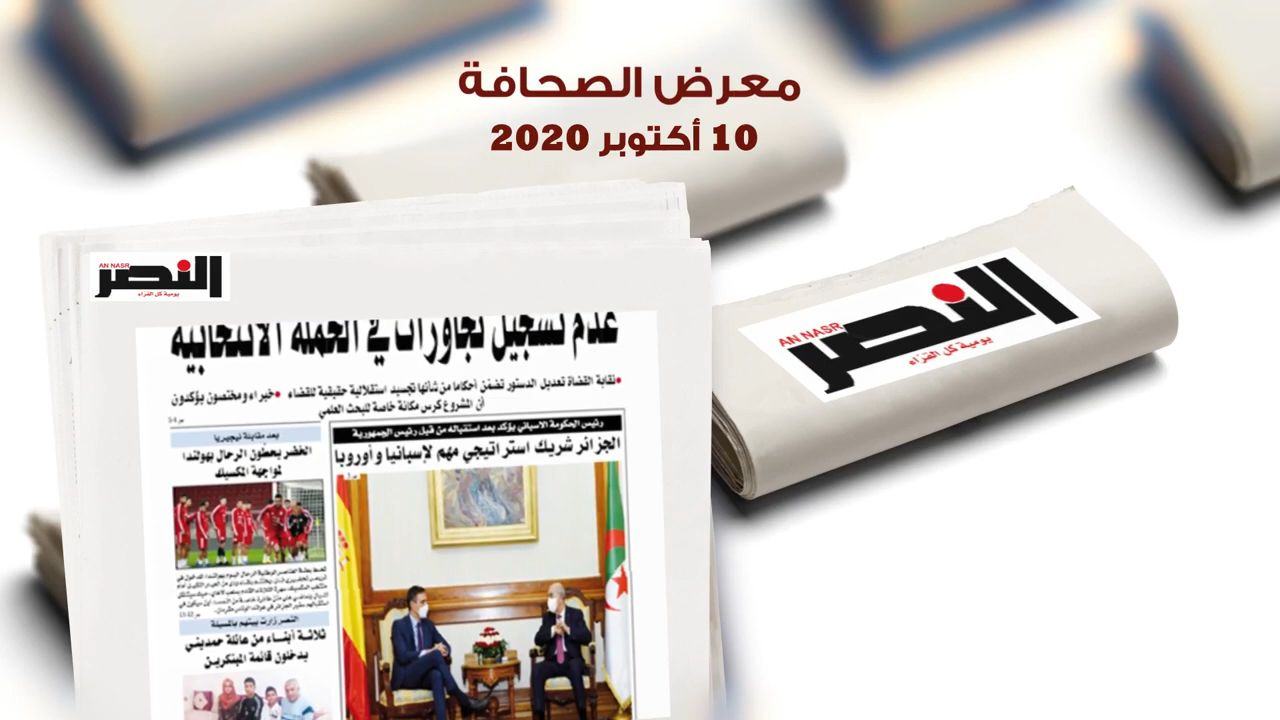 معرض الصحافة
10 أكتوبر 2020
AN NASR
النصر
يومية كل القراء
AN NASR
النصر
يومية كل القراء
عدم تسجيل تجاوزات في الحملة الانتخابية
نقابة القضاة تعديل الدستور تضمن أحكاما من شأنها تجسيد استقلالية حقيقية للقضاء • خبراء ومختصون يؤكدون
أن المشروع كرس مكانة خاصة للبحث العلمي
رئيس الحكومة الاسباني يؤكد بعد استقباله من قبل رئيس الجمهورية
الجزائر شريك استراتيجي مهم لإسبانيا وأوروبا
بعد مقابلة نيجيريا
الخضر يحطون الرحال بهولندا
لمواجهة المكسيك
النصر زارت بيتهم بالمسيلة
ثلاثة أبناء من عائلة حمديني
يدخلون قائمة المبتكرين